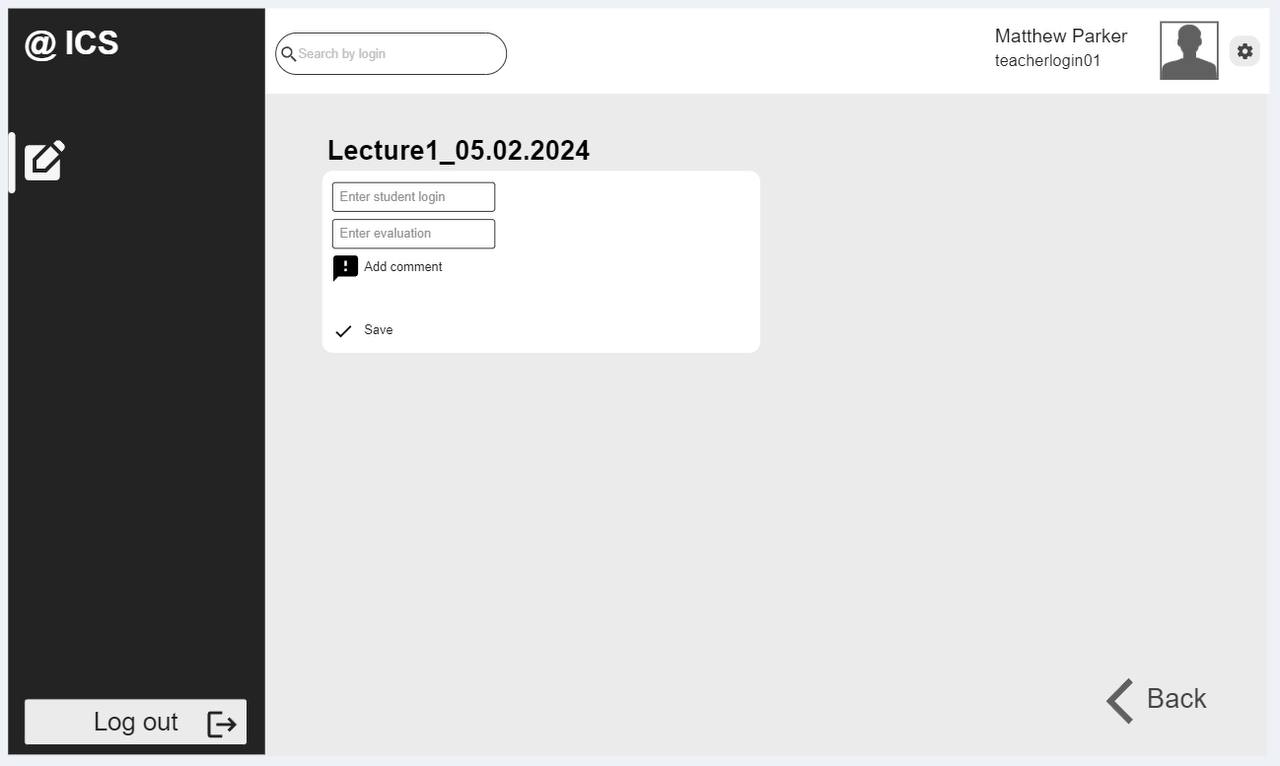 @ ICS
Search by login
Matthew Parker
teacherlogin01
Lecture1_05.02.2024
Enter student login
Enter evaluation
Add comment
Save
Back
Log out